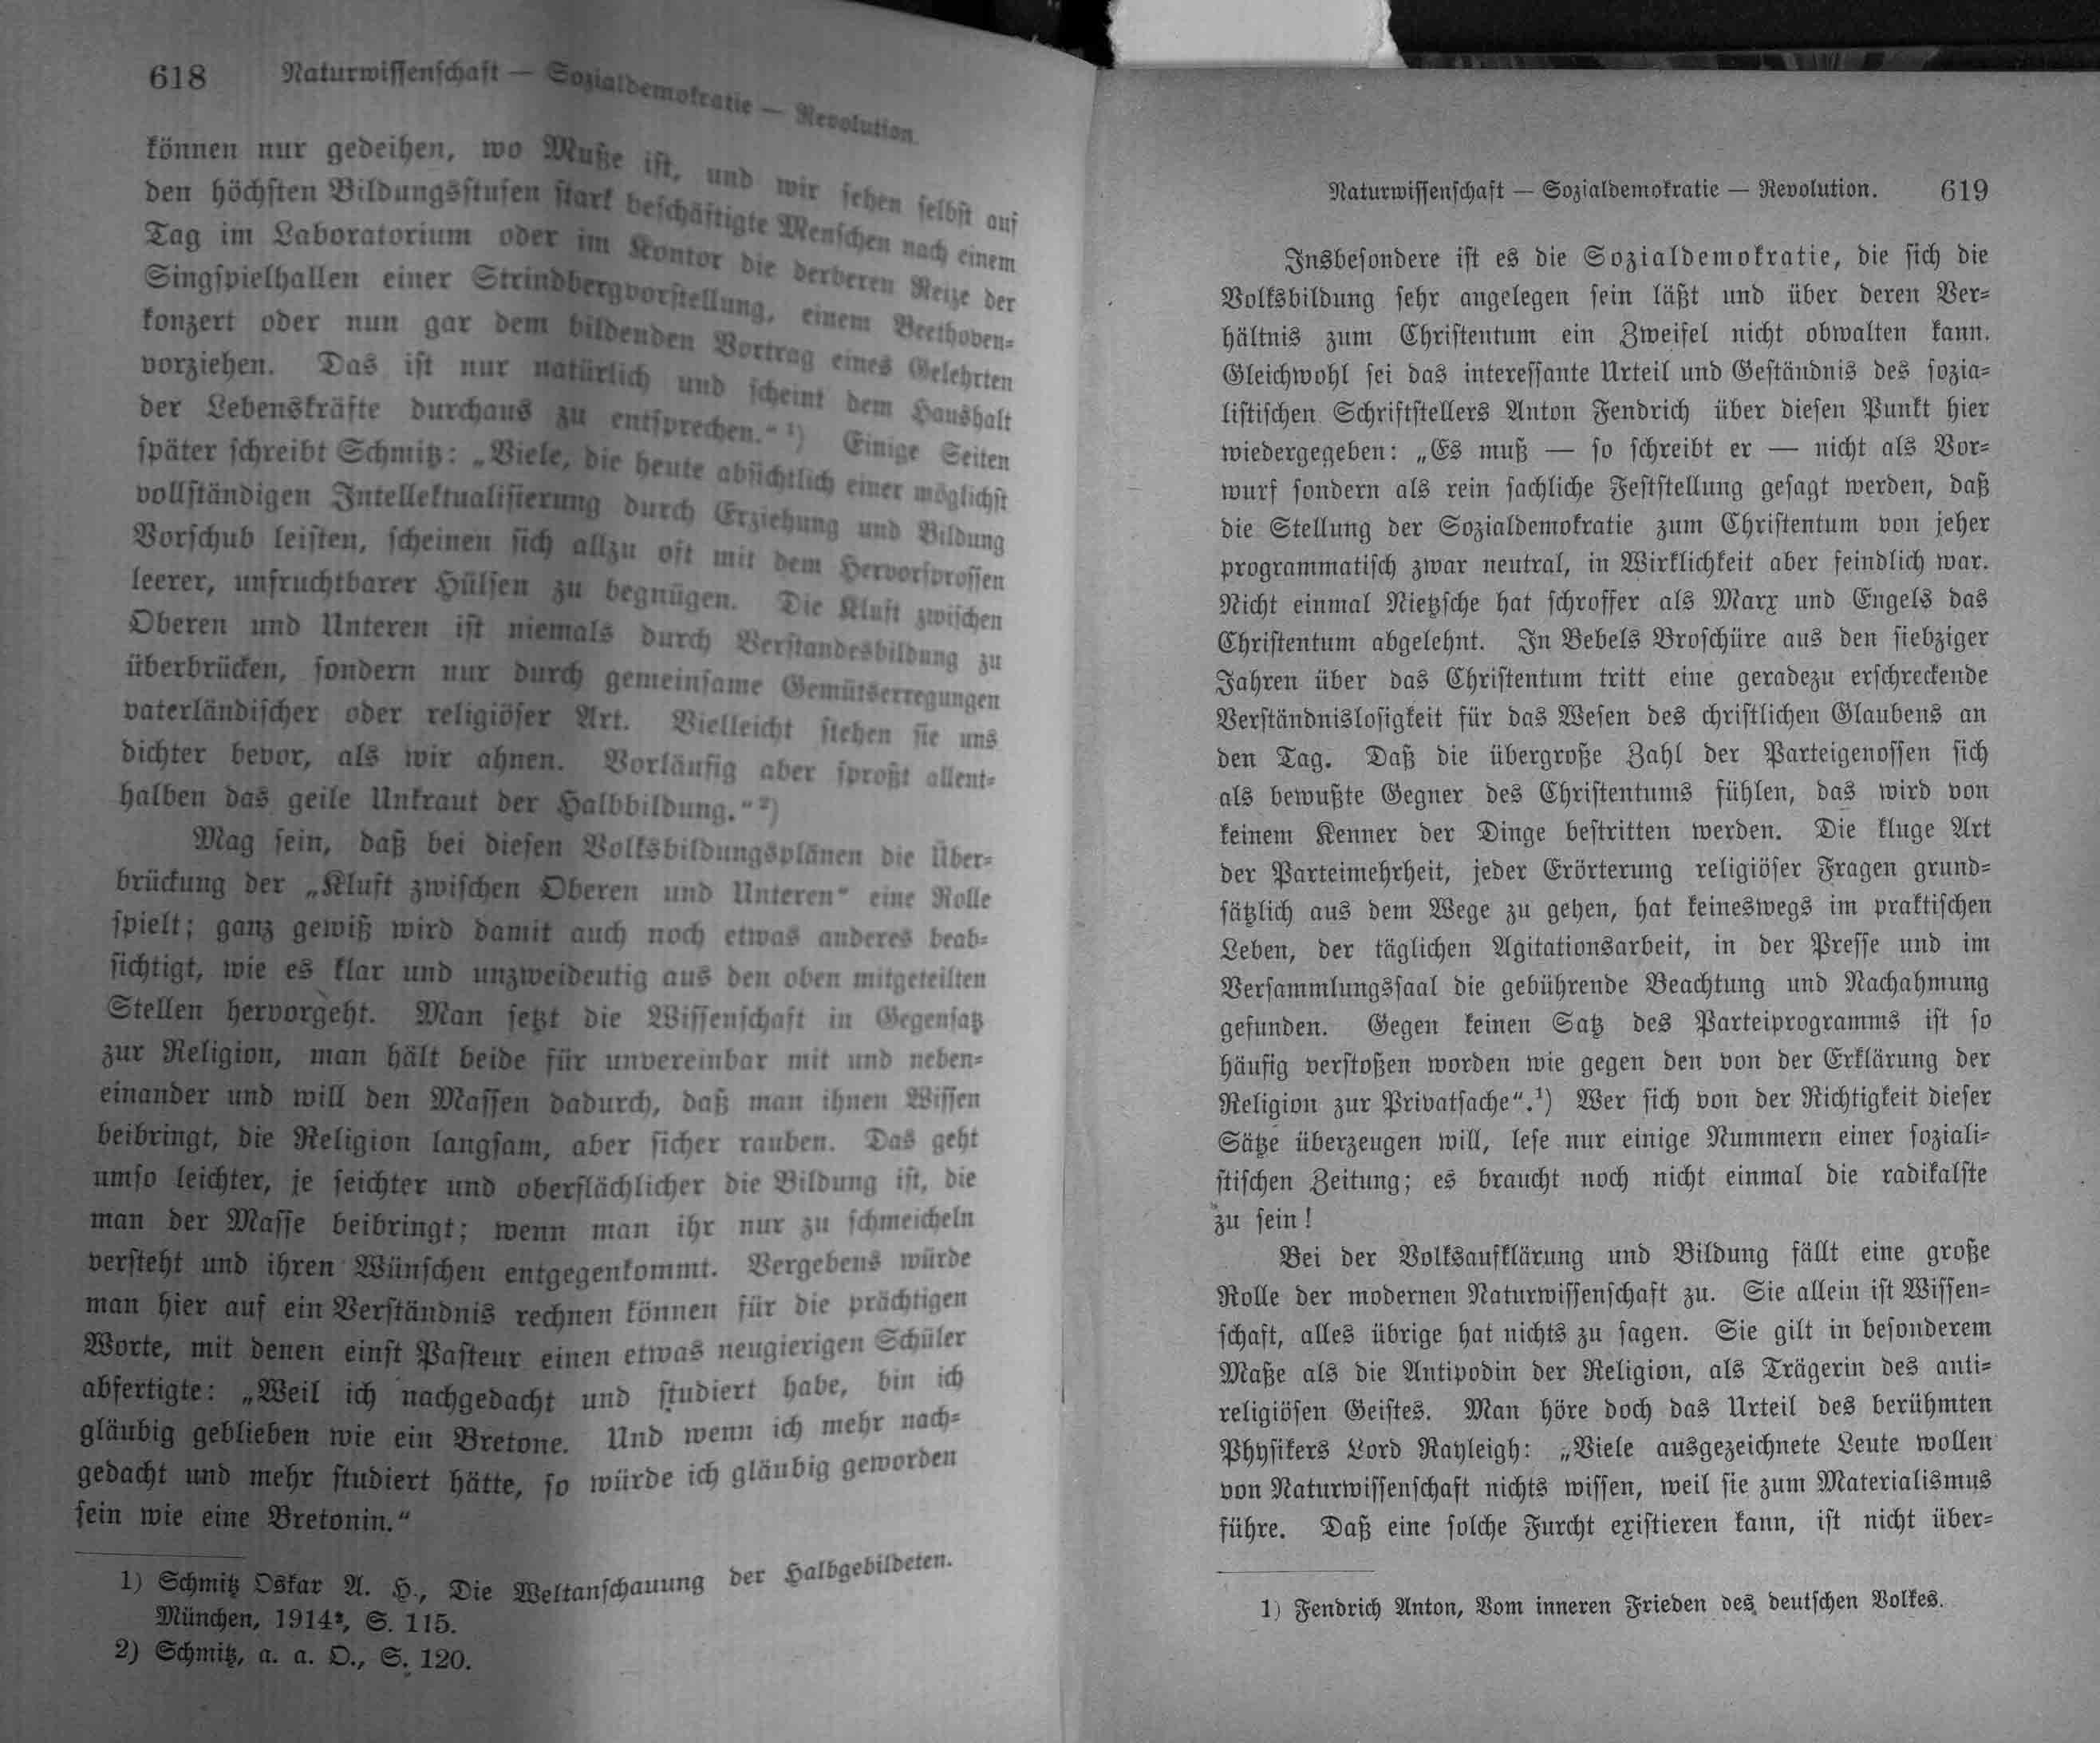 618 Naturwissenschaft — Sozialdemokratie — Revolution.
können nur gedeihen, wo Muße ist, und wir sehen selbst auf
den höchsten Bildungsstufen stark beschäftigte Menschen nach einem
Tag im Laboratorium oder im Kontor die derberen Reize der
Singspielhallen einer Strindbergvorstellung, einem Beethoven=
konzert oder nun gar dem bildenden Vortrag eines Gelehrten
vorziehen. Das ist nur natürlich und scheint dem Haushalt
der Lebenskräfte durchaus zu entsprechen.“ ¹) Einige Seiten
später schreibt Schmitz: „Viele, die heute absichtlich einer möglichst
vollständigen Intellektualisierung durch Erziehung und Bildung
Vorschub leisten, scheinen sich allzu oft mit dem Hervorsprossen
leerer, unfruchtbarer Hülsen zu begnügen. Die Kluft zwischen
Oberen und Unteren ist niemals durch Verstandesbildung zu
überbrücken, sondern nur durch gemeinsame Gemütserregungen
vaterländischer oder religiöser Art. Vielleicht stehen sie uns
dichter bevor, als wir ahnen. Vorläufig aber sproßt allent=
halben das geile Unkraut der Halbbildung.“ ²)
Mag sein, daß bei diesen Volksbildungsplänen die Über=
brückung der „Kluft zwischen Oberen und Unteren“ eine Rolle
spielt; ganz gewiß wird damit auch noch etwas anderes beab=
sichtigt, wie es klar und unzweideutig aus den oben mitgeteilten
Stellen hervorgeht. Man setzt die Wissenschaft in Gegensatz
zur Religion, man hält beide für unvereinbar mit und neben=
einander und will den Massen dadurch, daß man ihnen Wissen
beibringt, die Religion langsam, aber sicher rauben. Das geht
umso leichter, je seichter und oberflächlicher die Bildung ist, die
man der Masse beibringt; wenn man ihr nur zu schmeicheln
versteht und ihren Wünschen entgegenkommt. Vergebens würde
man hier auf ein Verständnis rechnen können für die prächtigen
Worte, mit denen einst Pasteur einen etwas neugierigen Schüler
abfertigte: „Weil ich nachgedacht und studiert habe, bin ich
gläubig geblieben wie ein Bretone. Und wenn ich mehr nach=
gedacht und mehr studiert hätte, so würde ich gläubig geworden
sein wie eine Bretonin.“
1) Schmitz Oskar A. H., Die Weltanschauung der Halbgebildeten.
München, 1914², S. 115.
2) Schmitz, a. a. O., S. 120.
Naturwissenschaft — Sozialdemokratie — Revolution. 619
Insbesondere ist es die Sozialdemokratie, die sich die
Volksbildung sehr angelegen sein läßt und über deren Ver=
hältnis zum Christentum ein Zweifel nicht obwalten kann.
Gleichwohl sei das interessante Urteil und Geständnis des sozia=
listischen Schriftstellers Anton Fendrich über diesen Punkt hier
wiedergegeben: „Es muß — so schreibt er — nicht als Vor=
wurf sondern als rein sachliche Feststellung gesagt werden, daß
die Stellung der Sozialdemokratie zum Christentum von jeher
programmatisch zwar neutral, in Wirklichkeit aber feindlich war.
Nicht einmal Nietzsche hat schroffer als Marx und Engels das
Christentum abgelehnt. In Bebels Broschüre aus den siebziger
Jahren über das Christentum tritt eine geradezu erschreckende
Verständnislosigkeit für das Wesen des christlichen Glaubens an
den Tag. Daß die übergroße Zahl der Parteigenossen sich
als bewußte Gegner des Christentums fühlen, das wird von
keinem Kenner der Dinge bestritten werden. Die kluge Art
der Parteimehrheit, jeder Erörterung religiöser Fragen grund=
sätzlich aus dem Wege zu gehen, hat keineswegs im praktischen
Leben, der täglichen Agitationsarbeit, in der Presse und im
Versammlungssaal die gebührende Beachtung und Nachahmung
gefunden. Gegen keinen Satz des Parteiprogramms ist so
häufig verstoßen worden wie gegen den von der Erklärung der
Religion zur Privatsache“.¹) Wer sich von der Richtigkeit dieser
Sätze überzeugen will, lese nur einige Nummern einer soziali=
stischen Zeitung; es braucht noch nicht einmal die radikalste
zu sein!
Bei der Volksaufklärung und Bildung fällt eine große
Rolle der modernen Naturwissenschaft zu. Sie allein ist Wissen=
schaft, alles übrige hat nichts zu sagen. Sie gilt in besonderem
Maße als die Antipodin der Religion, als Trägerin des anti=
religiösen Geistes. Man höre doch das Urteil des berühmten
Physikers Lord Rayleigh: „Viele ausgezeichnete Leute wollen
von Naturwissenschaft nichts wissen, weil sie zum Materialismus
führe. Daß eine solche Furcht existieren kann, ist nicht über=
1) Fendrich Anton, Vom inneren Frieden des deutschen Volkes.